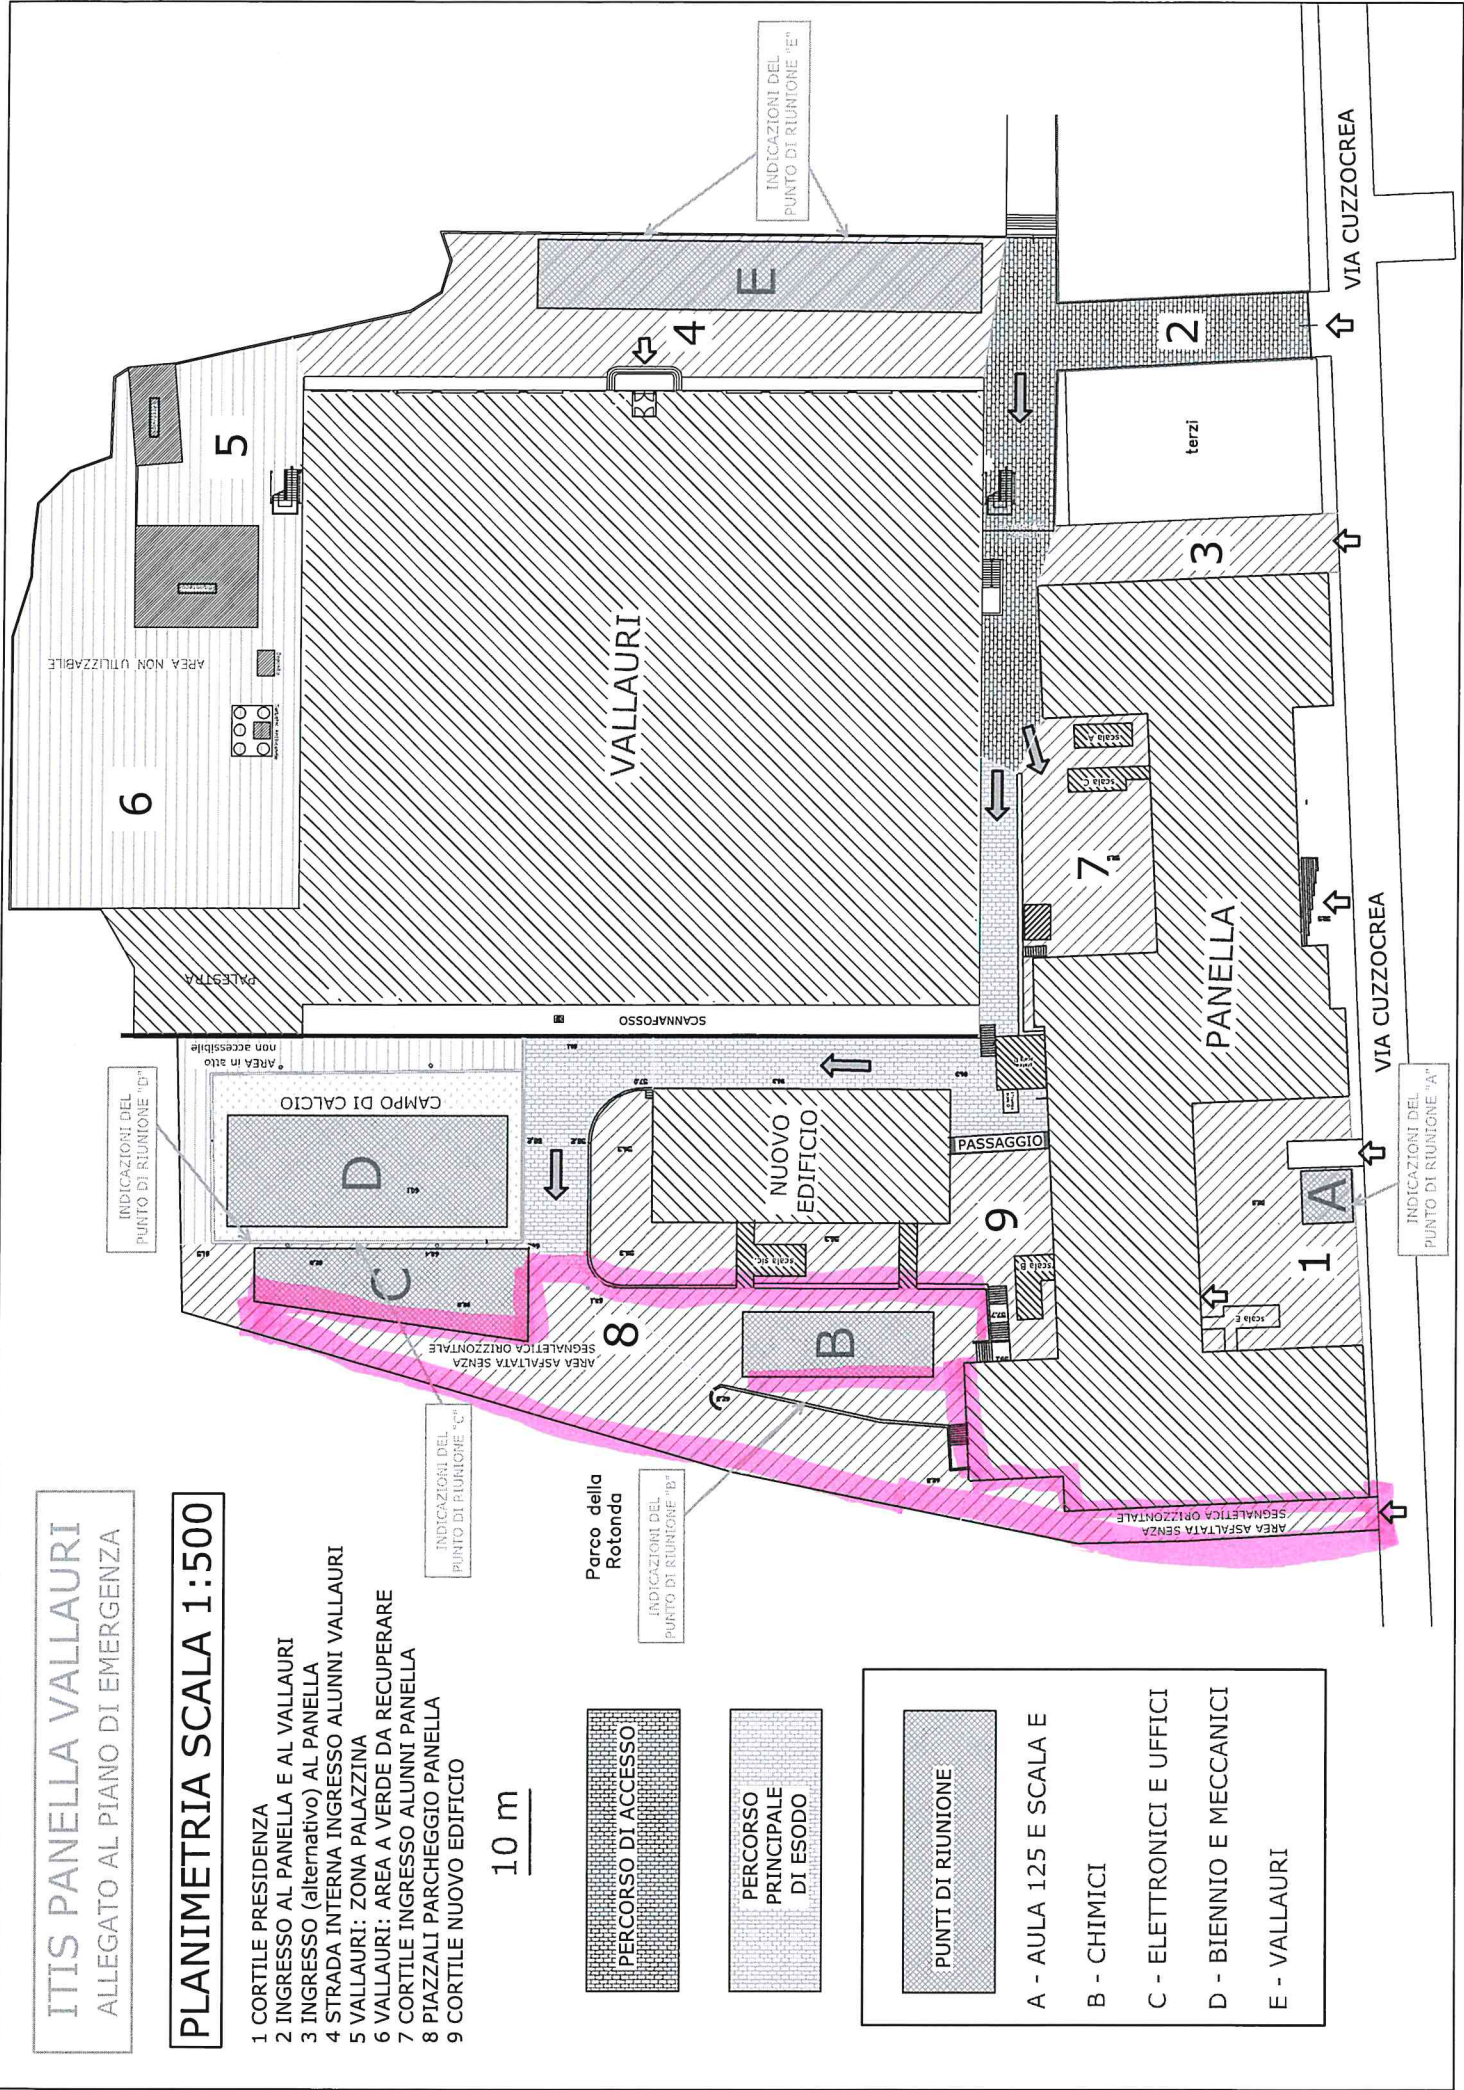 ITIS PANELLA VALLAURI
ALLEGATO AL PIANO DI EMERGENZA
PLANIMETRIA SCALA 1:500
1 CORTILE PRESIDENZA
2 INGRESSO AL PANELLA E AL VALLAURI
3 INGRESSO (alternativo) AL PANELLA
4 STRADA INTERNA INGRESSO ALUNNI VALLAURI
5 VALLAURI: ZONA PALAZZINA
6 VALLAURI: AREA A VERDE DA RECUPERARE
7 CORTILE INGRESSO ALUNNI PANELLA
8 PIAZZALI PARCHEGGIO PANELLA
9 CORTILE NUOVO EDIFICIO
10 m
PERCORSO DI ACCESSO
PERCORSO
PRINCIPALE
DI ESODO
PUNTI DI RIUNIONE
A - AULA 125 E SCALA E
B - CHIMICI
C - ELETTRONICI E UFFICI
D - BIENNIO E MECCANICI
E - VALLAURI
INDICAZIONI DEL
PUNTO DI RIUNIONE "D"
INDICAZIONI DEL
PUNTO DI RIUNIONE "C"
INDICAZIONI DEL
PUNTO DI RIUNIONE "B"
INDICAZIONI DEL
PUNTO DI RIUNIONE "A"
INDICAZIONI DEL
PUNTO DI RIUNIONE "E"
Parco della
Rotonda
AREA ASFALTATA SENZA
SEGNALETICA ORIZZONTALE
AREA ASFALTATA SENZA
SEGNALETICA ORIZZONTALE
C
D
CAMPO DI CALCIO
AREA in atto
non accessibile
PALESTRA
6
AREA NON UTILIZZABILE
5
8
B
NUOVO
EDIFICIO
scala sic
PASSAGGIO
9
scala B
SCANNAFOSSO
VALLAURI
4
E
7
scala C
scala A
PANELLA
1
A
scala E
3
terzi
2
VIA CUZZOCREA
VIA CUZZOCREA